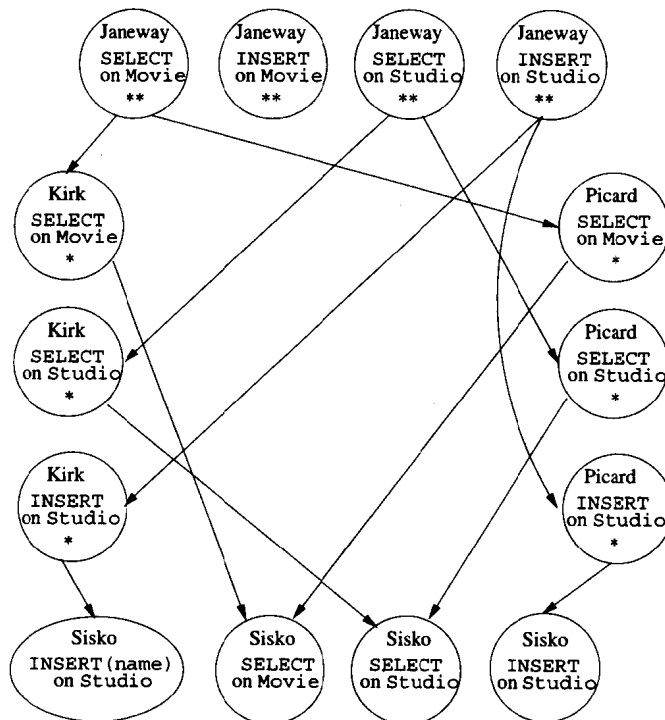 Janeway
SELECT
on Movie
**
Janeway
INSERT
on Movie
**
Janeway
SELECT
on Studio
**
Janeway
INSERT
on Studio
**
Kirk
SELECT
on Movie
*
Picard
SELECT
on Movie
*
Kirk
SELECT
on Studio
*
Picard
SELECT
on Studio
*
Kirk
INSERT
on Studio
*
Picard
INSERT
on Studio
*
Sisko
INSERT(name)
on Studio
Sisko
SELECT
on Movie
Sisko
SELECT
on Studio
Sisko
INSERT
on Studio